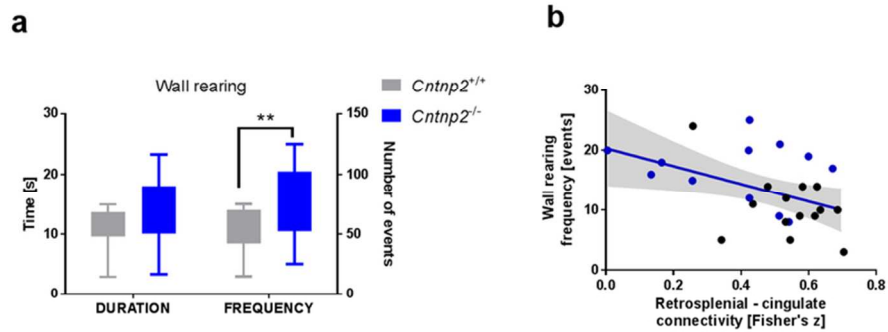 a
Wall rearing
Cntnp2+/+
Cntnp2-/-
**
Time [s]
30
20
10
0
150
100
50
0
Number of events
DURATION
FREQUENCY
b
Wall rearing
frequency [events]
30
20
10
0
0.0
0.2
0.4
0.6
0.8
Retrosplenial - cingulate
connectivity [Fisher's z]